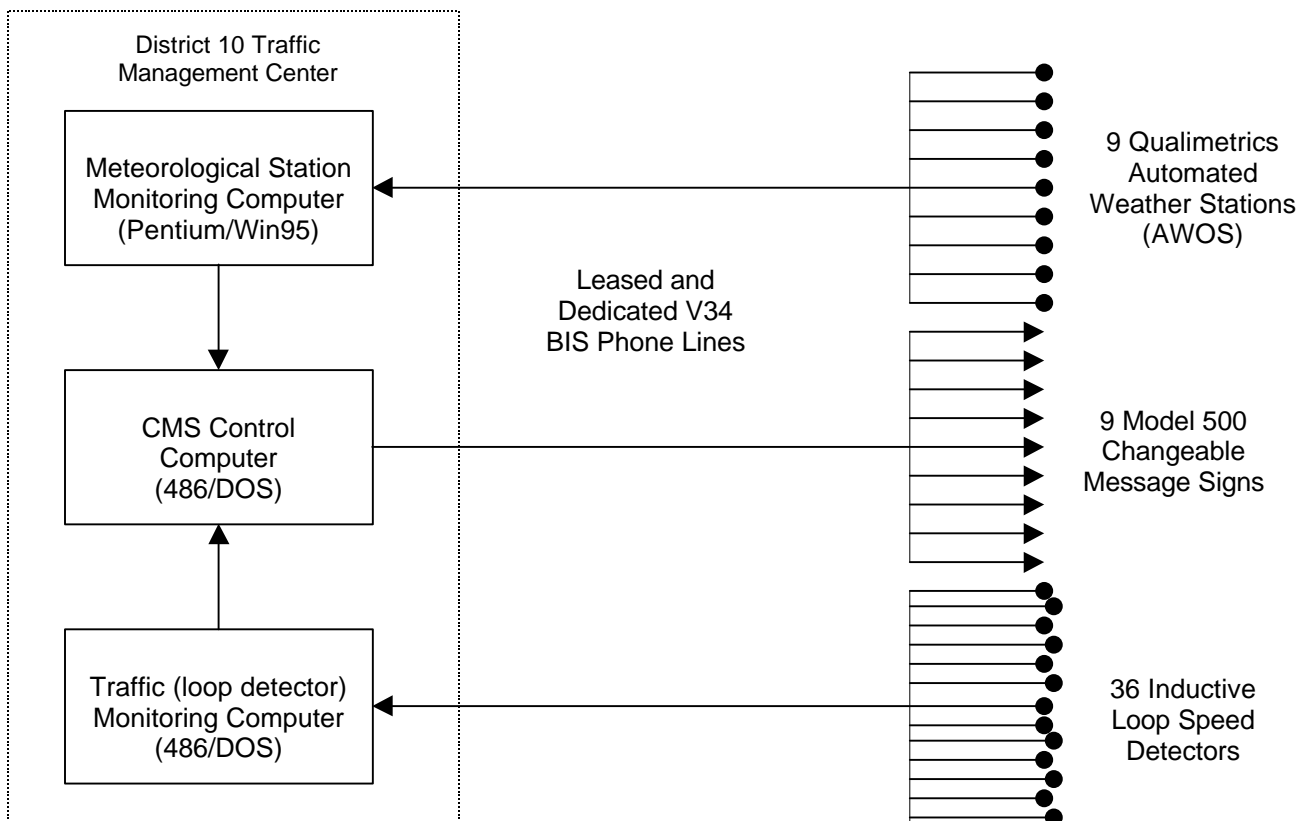 District 10 Traffic
Management Center
Meteorological Station
Monitoring Computer
(Pentium/Win95)
9 Qualimetrics
Automated
Weather Stations
(AWOS)
Leased and
Dedicated V34
BIS Phone Lines
CMS Control
Computer
(486/DOS)
9 Model 500
Changeable
Message Signs
Traffic (loop detector)
Monitoring Computer
(486/DOS)
36 Inductive
Loop Speed
Detectors